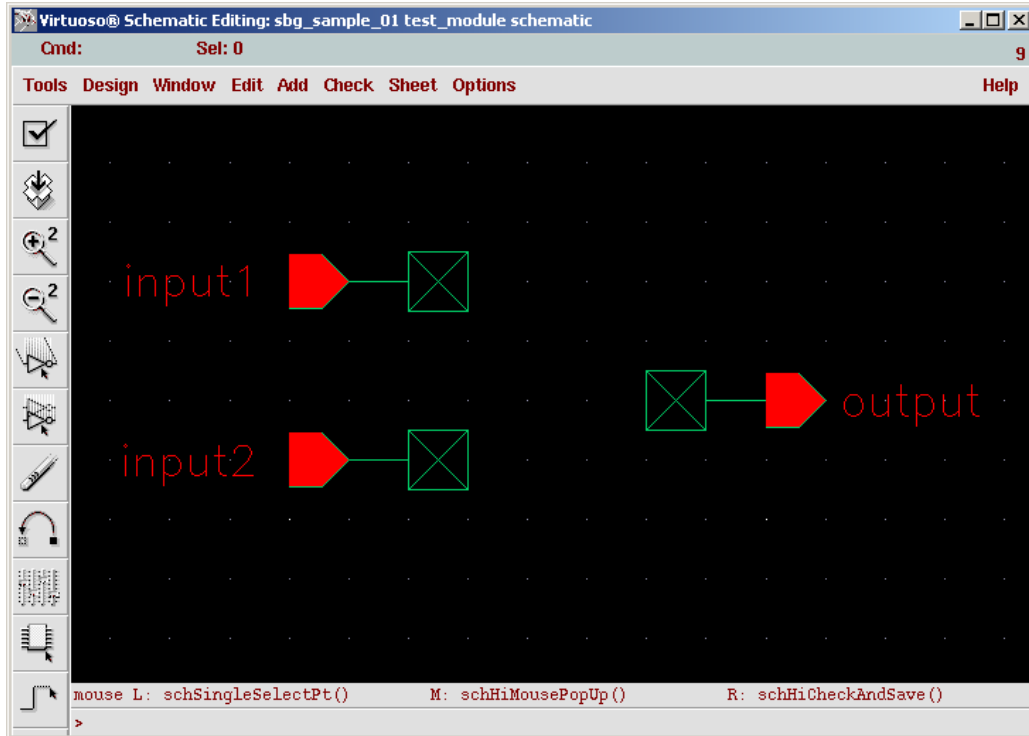 Virtuoso® Schematic Editing: sbg_sample_01 test_module schematic
Cmd: Sel: 0 9
Tools Design Window Edit Add Check Sheet Options Help
2
input1
2
output
input2
mouse L: schSingleSelectPt() M: schHiMousePopUp() R: schHiCheckAndSave()
>